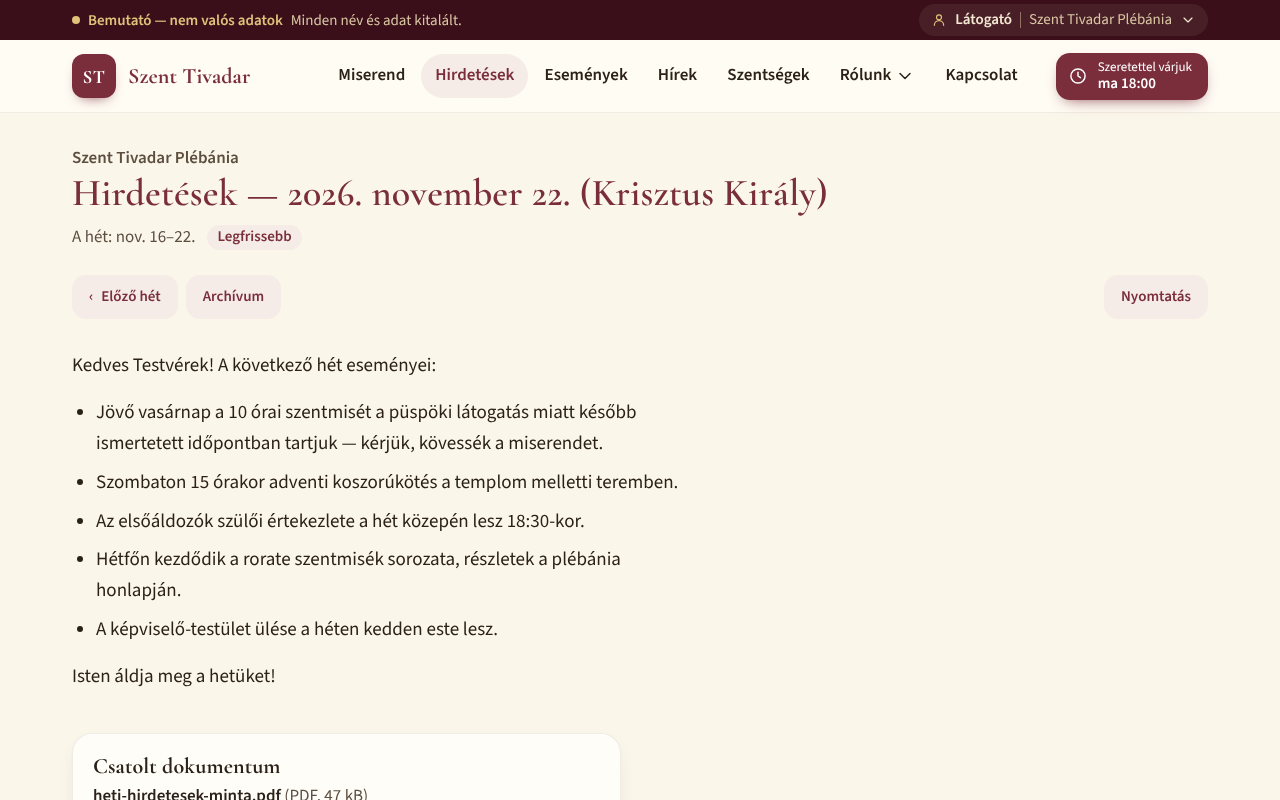 Bemutató — nem valós adatok Minden név és adat kitalált.
Látogató Szent Tivadar Plébánia
ST Szent Tivadar
Miserend Hirdetések Események Hírek Szentségek Rólunk Kapcsolat
Szeretettel várjuk
ma 18:00
Szent Tivadar Plébánia
Hirdetések — 2026. november 22. (Krisztus Király)
A hét: nov. 16–22. Legfrissebb
‹ Előző hét Archívum Nyomtatás
Kedves Testvérek! A következő hét eseményei:
• Jövő vasárnap a 10 órai szentmisét a püspöki látogatás miatt később
ismertetett időpontban tartjuk — kérjük, kövessék a miserendet.
• Szombaton 15 órakor adventi koszorúkötés a templom melletti teremben.
• Az elsőáldozók szülői értekezlete a hét közepén lesz 18:30-kor.
• Hétfőn kezdődik a rorate szentmisék sorozata, részletek a plébánia
honlapján.
• A képviselő-testület ülése a héten kedden este lesz.
Isten áldja meg a hetüket!
Csatolt dokumentum
heti-hirdetesek-minta.pdf (PDF, 47 kB)